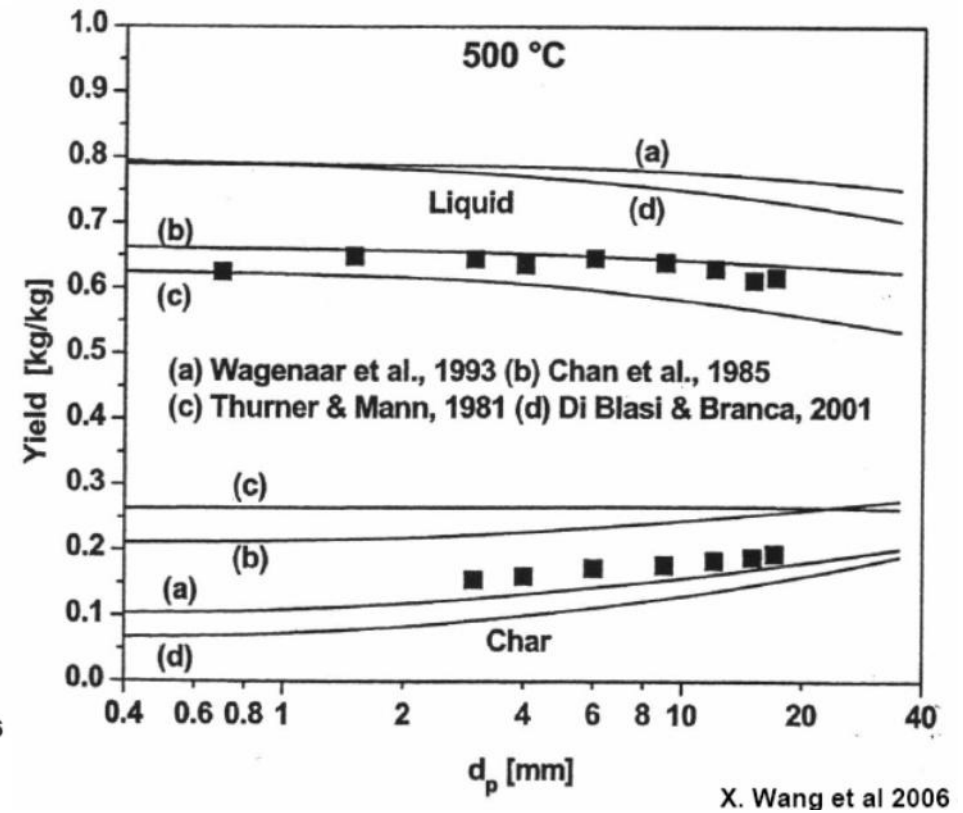 500 °C
1.0
0.9
0.8
0.7
0.6
0.5
0.4
0.3
0.2
0.1
0.0
Yield [kg/kg]
(a)
Liquid
(d)
(b)
(c)
(a) Wagenaar et al., 1993 (b) Chan et al., 1985
(c) Thurner & Mann, 1981 (d) Di Blasi & Branca, 2001
(c)
(b)
(a)
Char
(d)
0.4 0.6 0.8 1 2 4 6 8 10 20 40
dp [mm]
X. Wang et al 2006